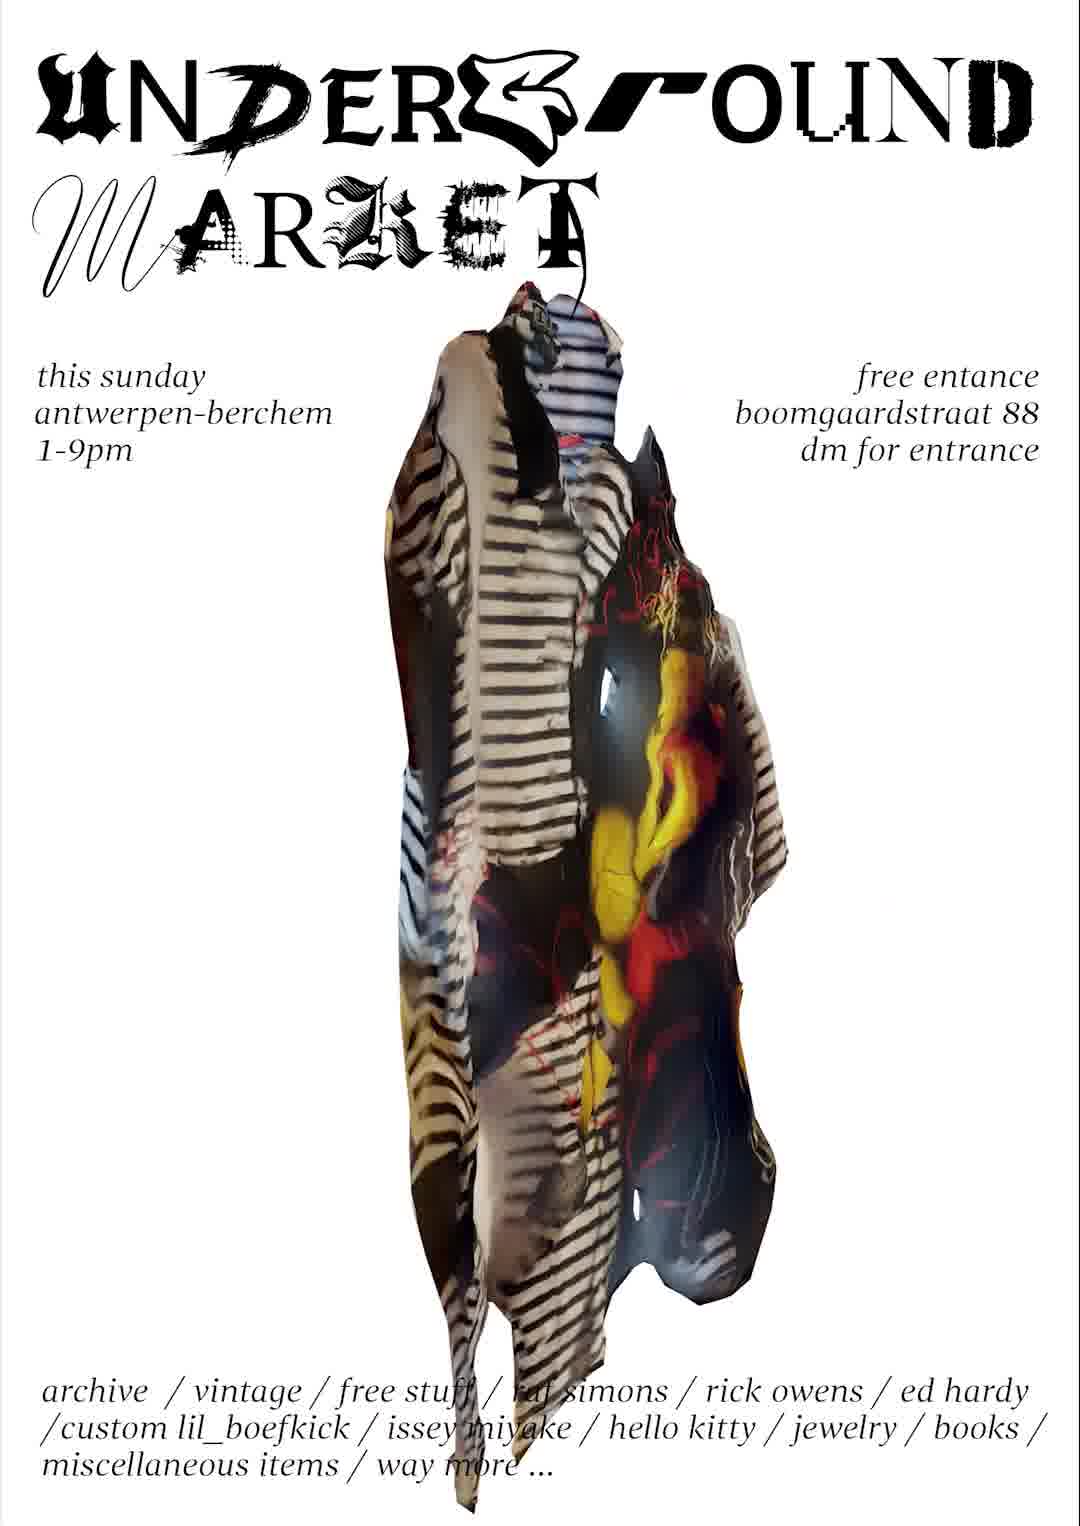 UNDERGrOUND
MARKET
this sunday
antwerpen-berchem
1-9pm
free entance
boomgaardstraat 88
dm for entrance
archive / vintage / free stuff / raf simons / rick owens / ed hardy
/custom lil_boefkick / issey miyake / hello kitty / jewelry / books /
miscellaneous items / way more ...